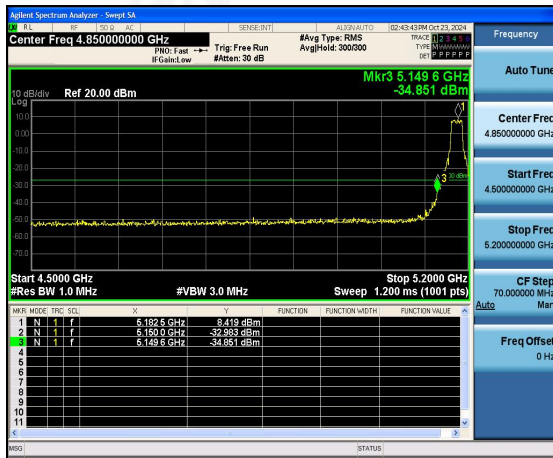 Agilent Spectrum Analyzer - Swept SA
RL RF 50 Ω AC SENSE:INT ALIGN AUTO 02:43:43 PM Oct 23, 2024
Center Freq 4.850000000 GHz
PNO: Fast
IFGain:Low
Trig: Free Run
#Atten: 30 dB
#Avg Type: RMS
Avg|Hold: 300/300
TRACE 1 2 3 4 5 6
TYPE M W W W W W
DET P P P P P P
Mkr3 5.149 6 GHz
-34.851 dBm
10 dB/div Ref 20.00 dBm
Log
10.0
0.00
-10.0
-20.0
-30.0
-40.0
-50.0
-60.0
-70.0
1
3
Start 4.5000 GHz Stop 5.2000 GHz
#Res BW 1.0 MHz #VBW 3.0 MHz Sweep 1.200 ms (1001 pts)
MKR MODE TRC SCL X Y FUNCTION FUNCTION WIDTH FUNCTION VALUE
1 N 1 f 5.182 5 GHz 8.419 dBm
2 N 1 f 5.150 0 GHz -32.983 dBm
3 N 1 f 5.149 6 GHz -34.851 dBm
4
5
6
7
8
9
10
11
MSG STATUS
Frequency
Auto Tune
Center Freq
4.850000000 GHz
Start Freq
4.500000000 GHz
Stop Freq
5.200000000 GHz
CF Step
70.000000 MHz
Auto Man
Freq Offset
0 Hz